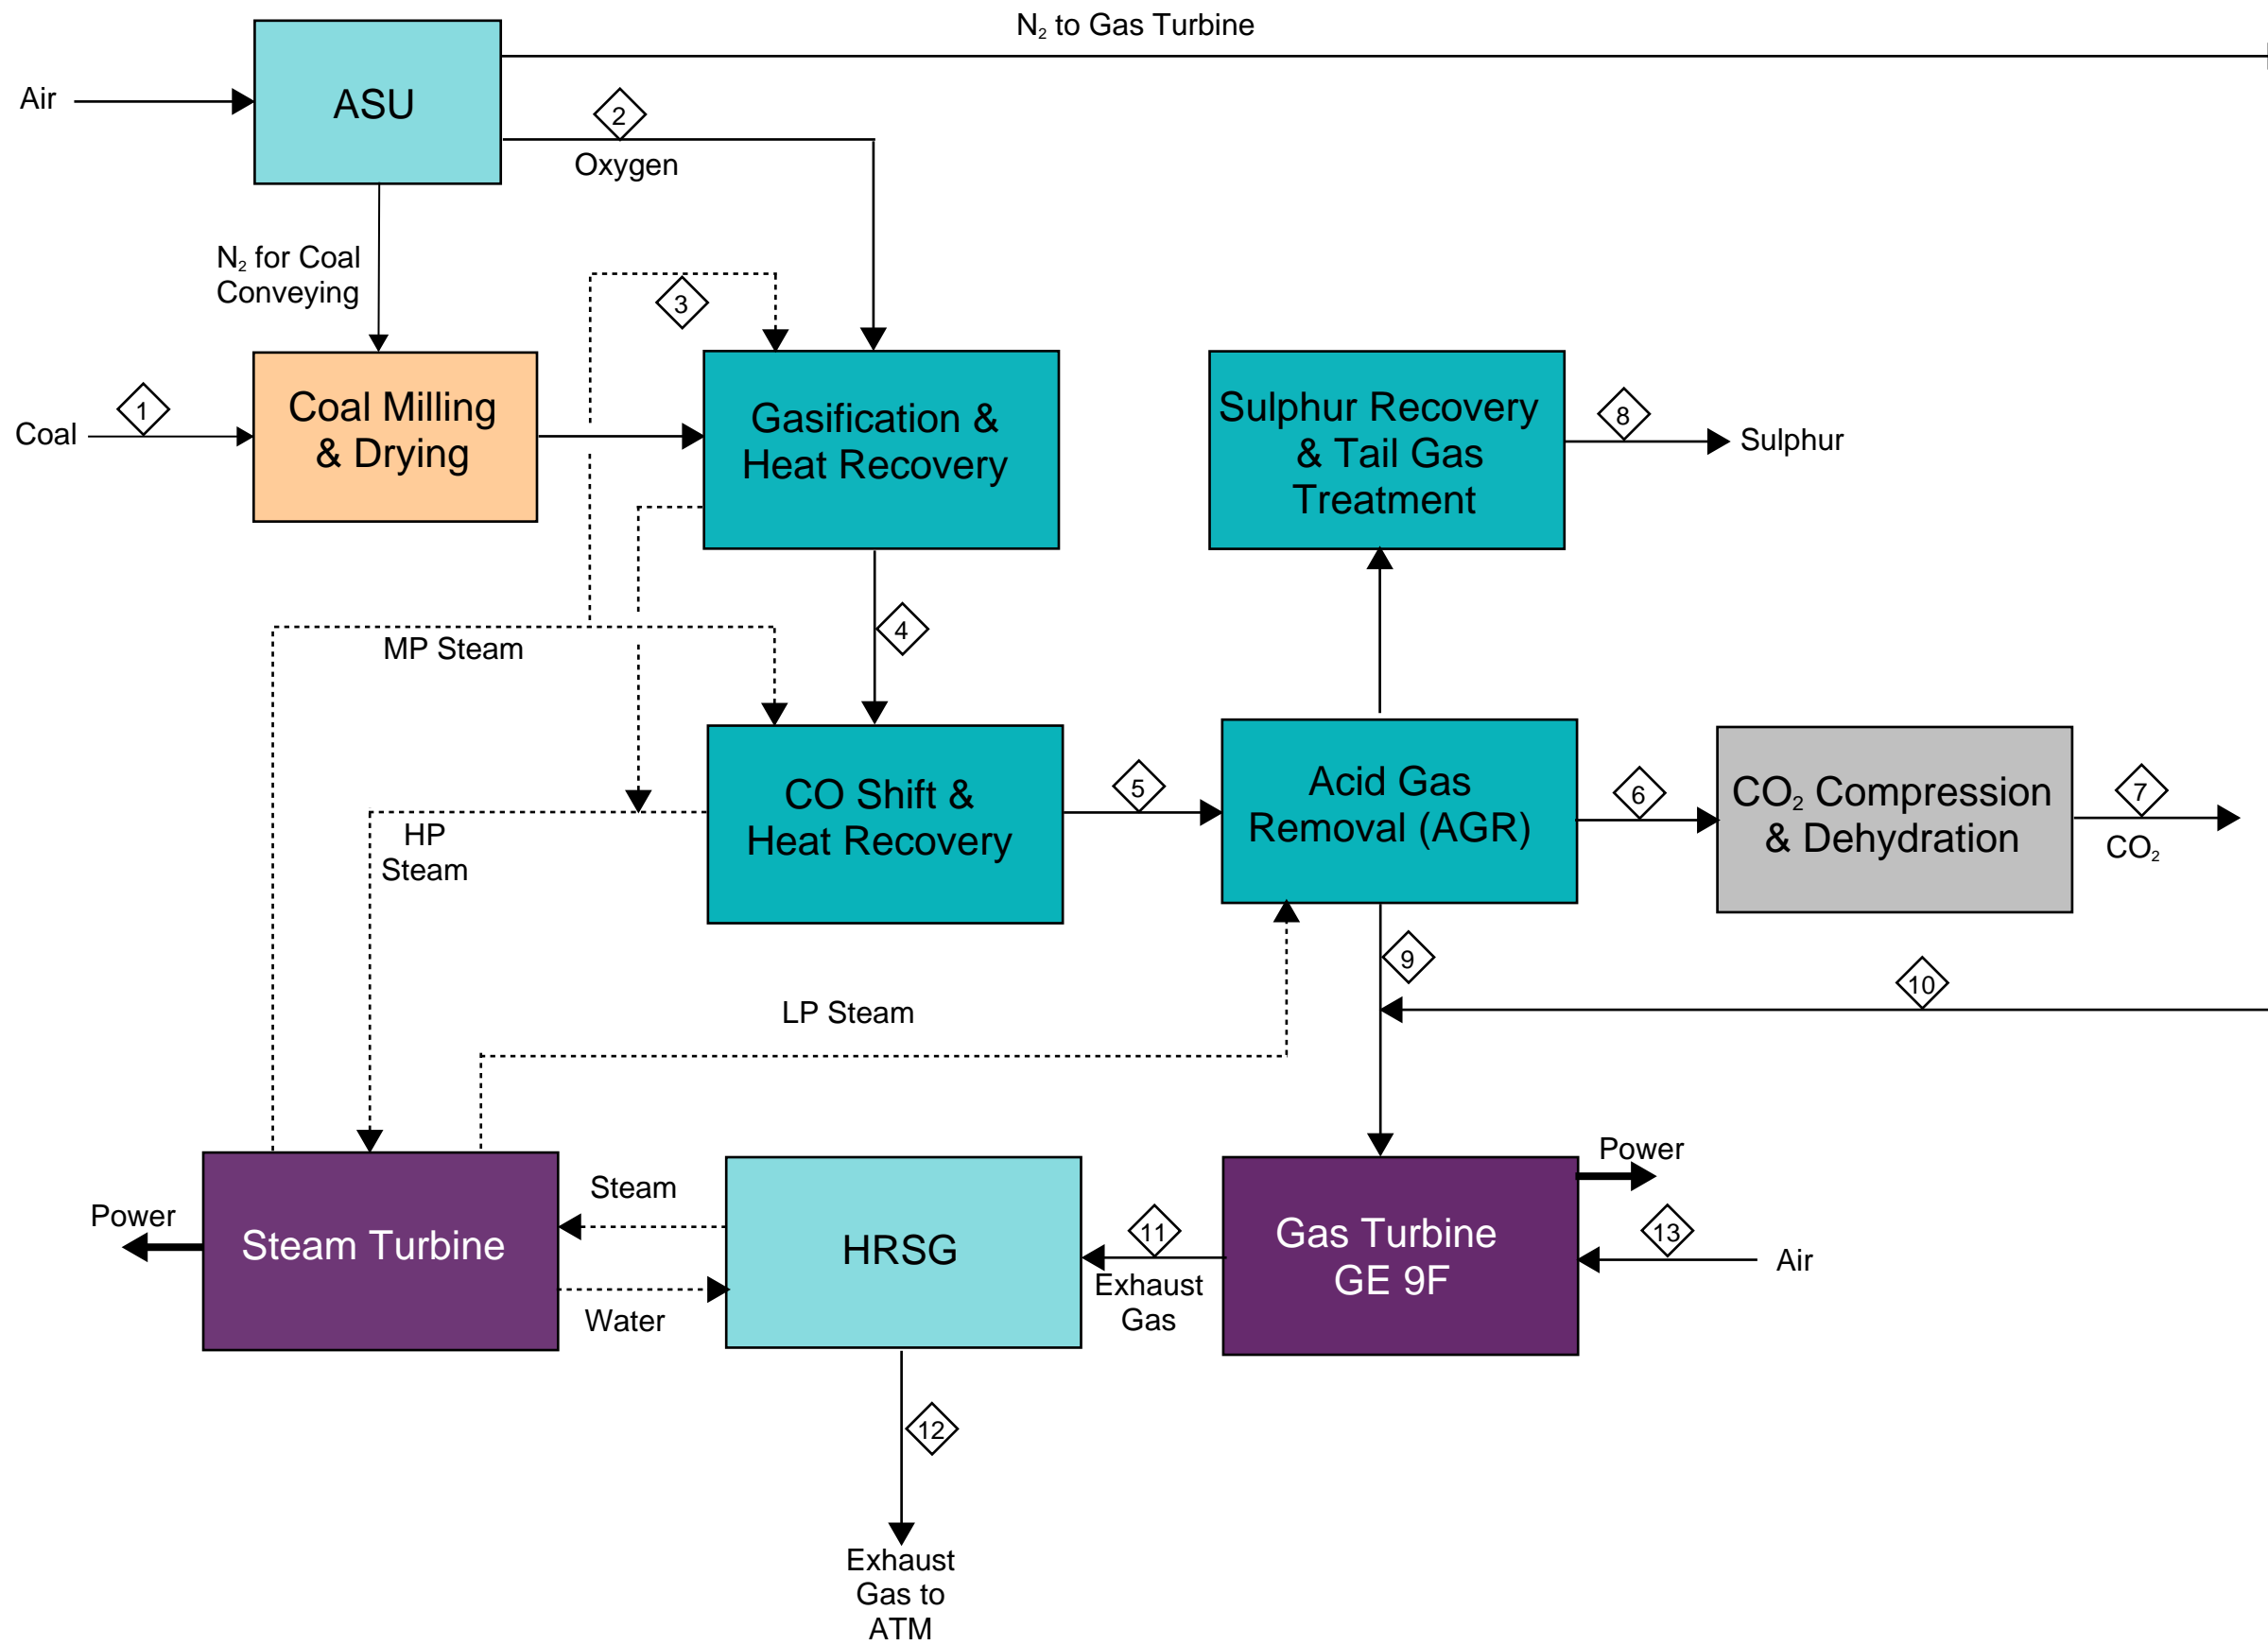 N₂ to Gas Turbine
Air
ASU
2
Oxygen
N₂ for Coal
Conveying
3
Coal
1
Coal Milling
& Drying
Gasification &
Heat Recovery
Sulphur Recovery
& Tail Gas
Treatment
8
Sulphur
4
MP Steam
CO Shift &
Heat Recovery
5
Acid Gas
Removal (AGR)
6
CO₂ Compression
& Dehydration
7
CO₂
HP
Steam
9
10
LP Steam
Power
Steam Turbine
Steam
Water
HRSG
11
Exhaust
Gas
Gas Turbine
GE 9F
Power
13
Air
12
Exhaust
Gas to
ATM